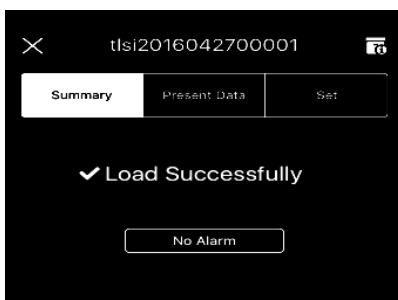 tlsi2016042700001
Summary Present Data Set
✔ Load Successfully
No Alarm